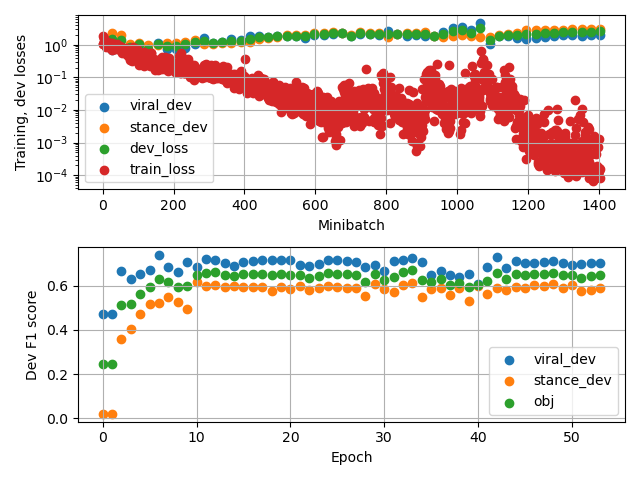 Training, dev losses
10⁰
10⁻¹
10⁻²
10⁻³
10⁻⁴
viral_dev
stance_dev
dev_loss
train_loss
0 200 400 600 800 1000 1200 1400
Minibatch
Dev F1 score
0.6
0.4
0.2
0.0
viral_dev
stance_dev
obj
0 10 20 30 40 50
Epoch